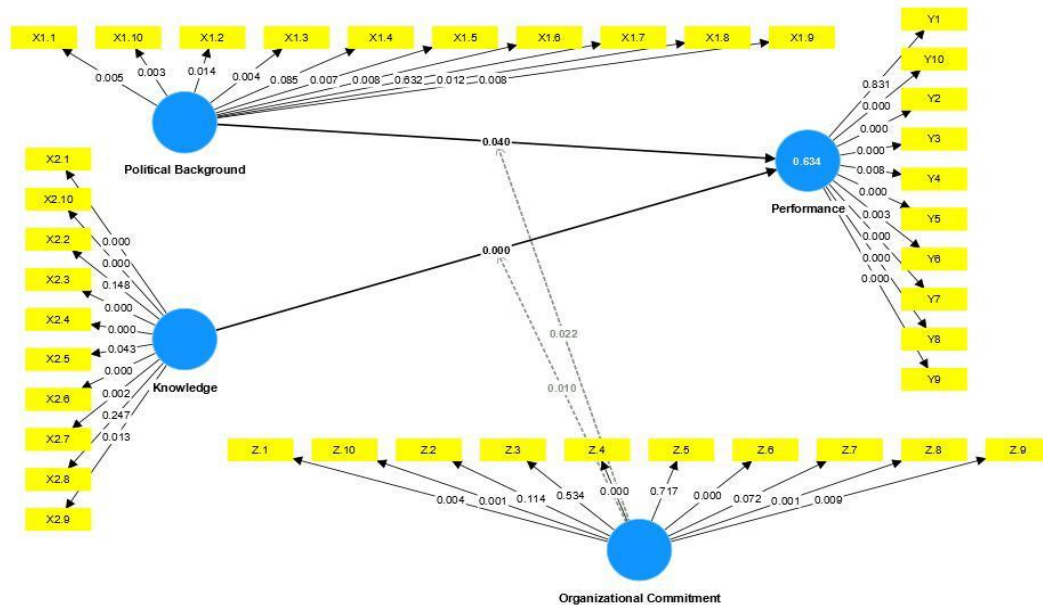 X1.1 X1.10 X1.2 X1.3 X1.4 X1.5 X1.6 X1.7 X1.8 X1.9
0.005 0.003 0.014 0.004 0.085 0.007 0.008 0.632 0.012 0.008
Political Background
Y1
Y10
Y2
Y3
Y4
Y5
Y6
Y7
Y8
Y9
0.831
0.000
0.000
0.000
0.008
0.000
0.003
0.000
0.000
0.000
0.634
Performance
0.040
0.000
0.022
0.010
X2.1
X2.10
X2.2
X2.3
X2.4
X2.5
X2.6
X2.7
X2.8
X2.9
0.000
0.000
0.148
0.000
0.000
0.043
0.000
0.002
0.247
0.013
Knowledge
Z.1 Z.10 Z.2 Z.3 Z.4 Z.5 Z.6 Z.7 Z.8 Z.9
0.004 0.001 0.114 0.534 0.000 0.717 0.000 0.072 0.001 0.009
Organizational Commitment